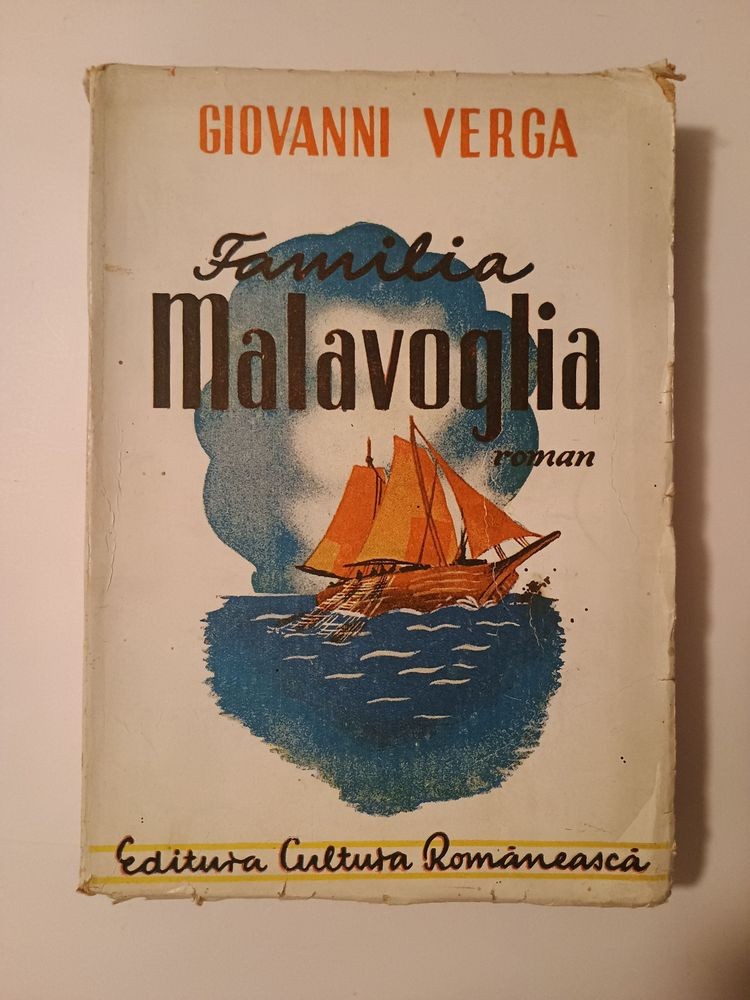 GIOVANNI VERGA
Familia
Malavoglia
roman
Editura Cultura Românească